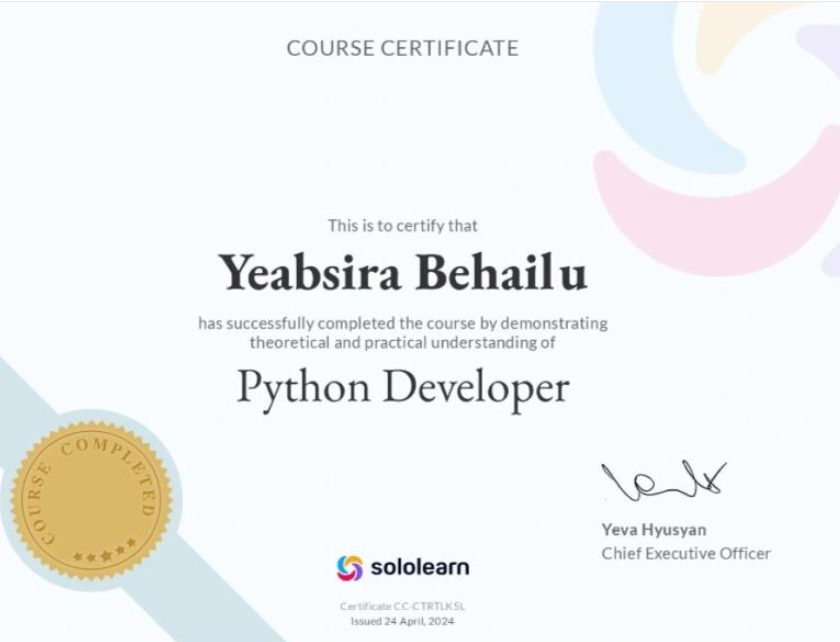 COURSE CERTIFICATE
This is to certify that
Yeabsira Behailu
has successfully completed the course by demonstrating
theoretical and practical understanding of
Python Developer
COURSE COMPLETED
Yeva Hyusyan
Chief Executive Officer
sololearn
Certificate CC-CTRTLKSL
Issued 24 April, 2024